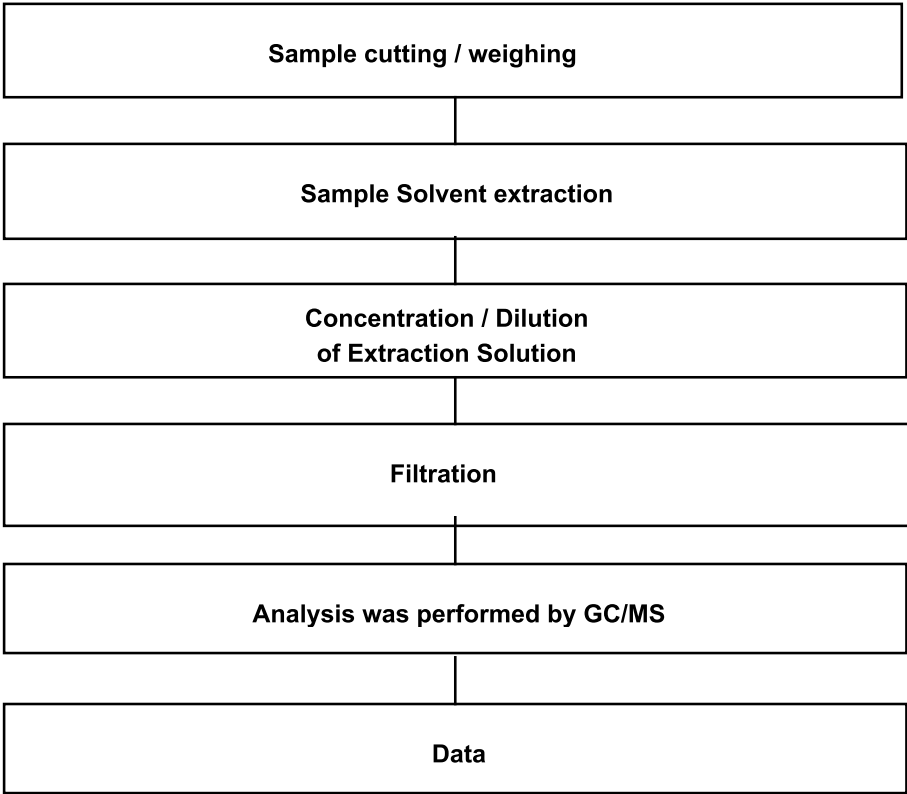 Sample cutting / weighing
Sample Solvent extraction
Concentration / Dilution
of Extraction Solution
Filtration
Analysis was performed by GC/MS
Data